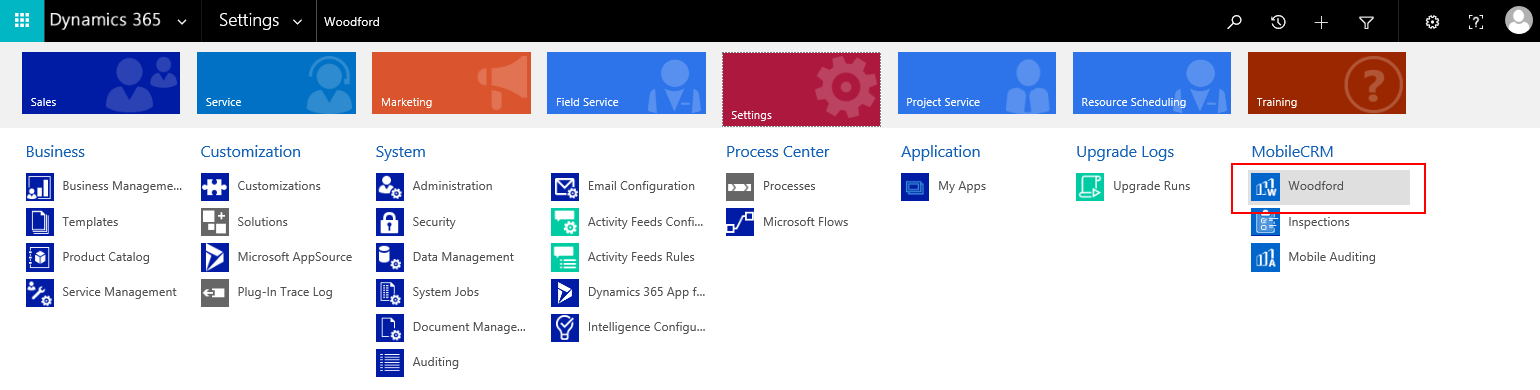 Dynamics 365 Settings Woodford
Sales Service Marketing Field Service Settings Project Service Resource Scheduling Training
Business
Business Manageme...
Templates
Product Catalog
Service Management
Customization
Customizations
Solutions
Microsoft AppSource
Plug-In Trace Log
System
Administration
Security
Data Management
System Jobs
Document Manage...
Auditing
Email Configuration
Activity Feeds Confi...
Activity Feeds Rules
Dynamics 365 App f...
Intelligence Configu...
Process Center
Processes
Microsoft Flows
Application
My Apps
Upgrade Logs
Upgrade Runs
MobileCRM
Woodford
Inspections
Mobile Auditing